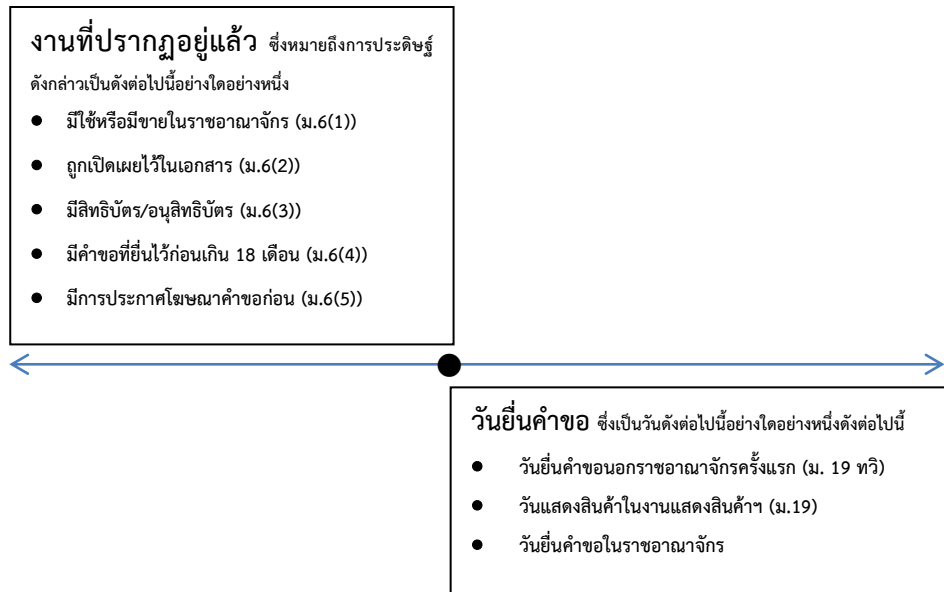 งานที่ปรากฏอยู่แล้ว ซึ่งหมายถึงการประดิษฐ์
ดังกล่าวเป็นดังต่อไปนี้อย่างใดอย่างหนึ่ง
● มีใช้หรือมีขายในราชอาณาจักร (ม.6(1))
● ถูกเปิดเผยไว้ในเอกสาร (ม.6(2))
● มีสิทธิบัตร/อนุสิทธิบัตร (ม.6(3))
● มีคำขอที่ยื่นไว้ก่อนเกิน 18 เดือน (ม.6(4))
● มีการประกาศโฆษณาคำขอก่อน (ม.6(5))
วันยื่นคำขอ ซึ่งเป็นวันดังต่อไปนี้อย่างใดอย่างหนึ่งดังต่อไปนี้
● วันยื่นคำขอนอกราชอาณาจักรครั้งแรก (ม. 19 ทวิ)
● วันแสดงสินค้าในงานแสดงสินค้าฯ (ม.19)
● วันยื่นคำขอในราชอาณาจักร